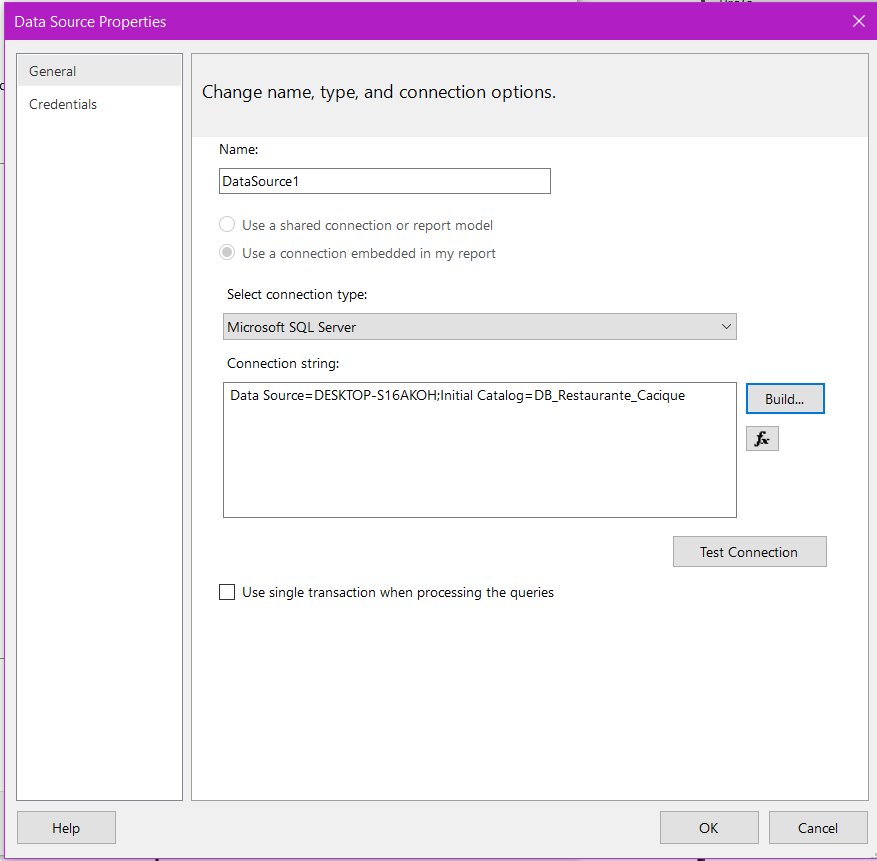 Data Source Properties
General
Credentials
Change name, type, and connection options.
Name:
DataSource1
Use a shared connection or report model
Use a connection embedded in my report
Select connection type:
Microsoft SQL Server
Connection string:
Data Source=DESKTOP-S16AKOH;Initial Catalog=DB_Restaurante_Cacique
Build...
fx
Test Connection
Use single transaction when processing the queries
Help
OK
Cancel